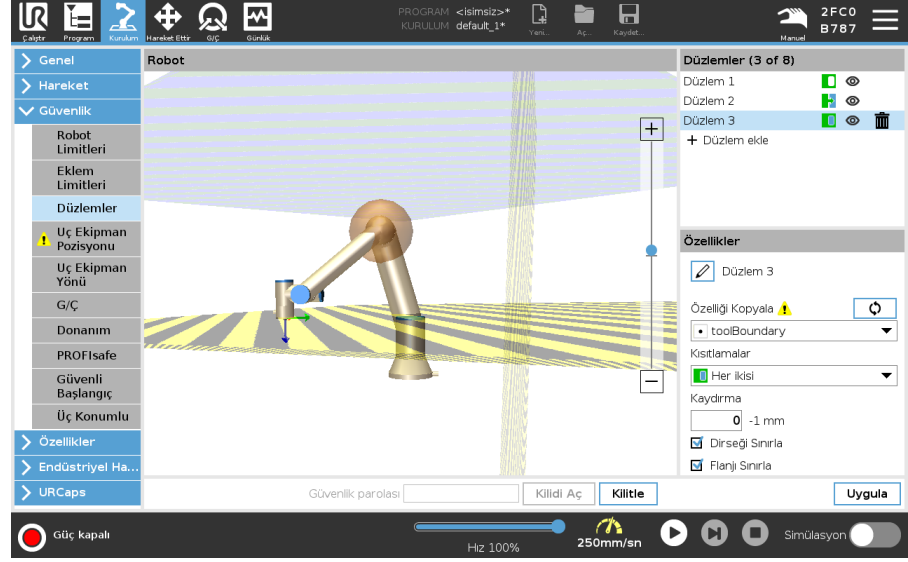 PROGRAM <isimsiz>*
KURULUM default_1*
Çalıştır
Program
Kurulum
Hareket Ettir
G/Ç
Günlük
Yeni...
Aç...
Kaydet...
Manuel
2FC0
B787
Genel
Hareket
Güvenlik
Robot
Limitleri
Eklem
Limitleri
Düzlemler
Uç Ekipman
Pozisyonu
Uç Ekipman
Yönü
G/Ç
Donanım
PROFIsafe
Güvenli
Başlangıç
Üç Konumlu
Özellikler
Endüstriyel Ha...
URCaps
Robot
Düzlemler (3 of 8)
Düzlem 1
Düzlem 2
Düzlem 3
+ Düzlem ekle
Özellikler
Düzlem 3
Özelliği Kopyala
toolBoundary
Kısıtlamalar
Her ikisi
Kaydırma
0 -1 mm
Dirseği Sınırla
Flanjı Sınırla
Güvenlik parolası
Kilidi Aç
Kilitle
Uygula
Güç kapalı
Hız 100%
250mm/sn
Simülasyon